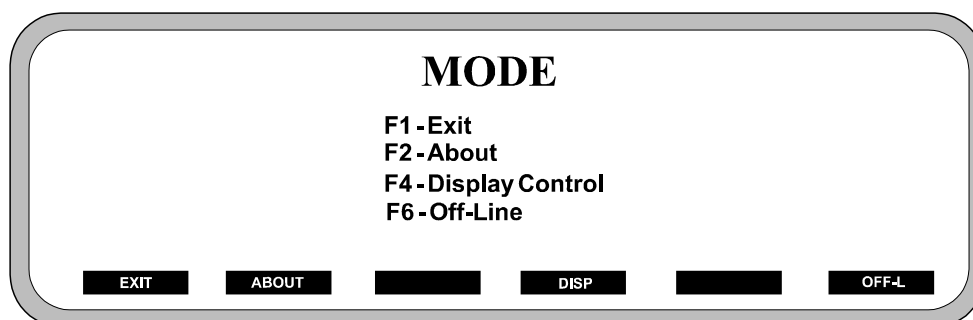 MODE
F1 - Exit
F2 - About
F4 - Display Control
F6 - Off-Line
EXIT ABOUT DISP OFF-L